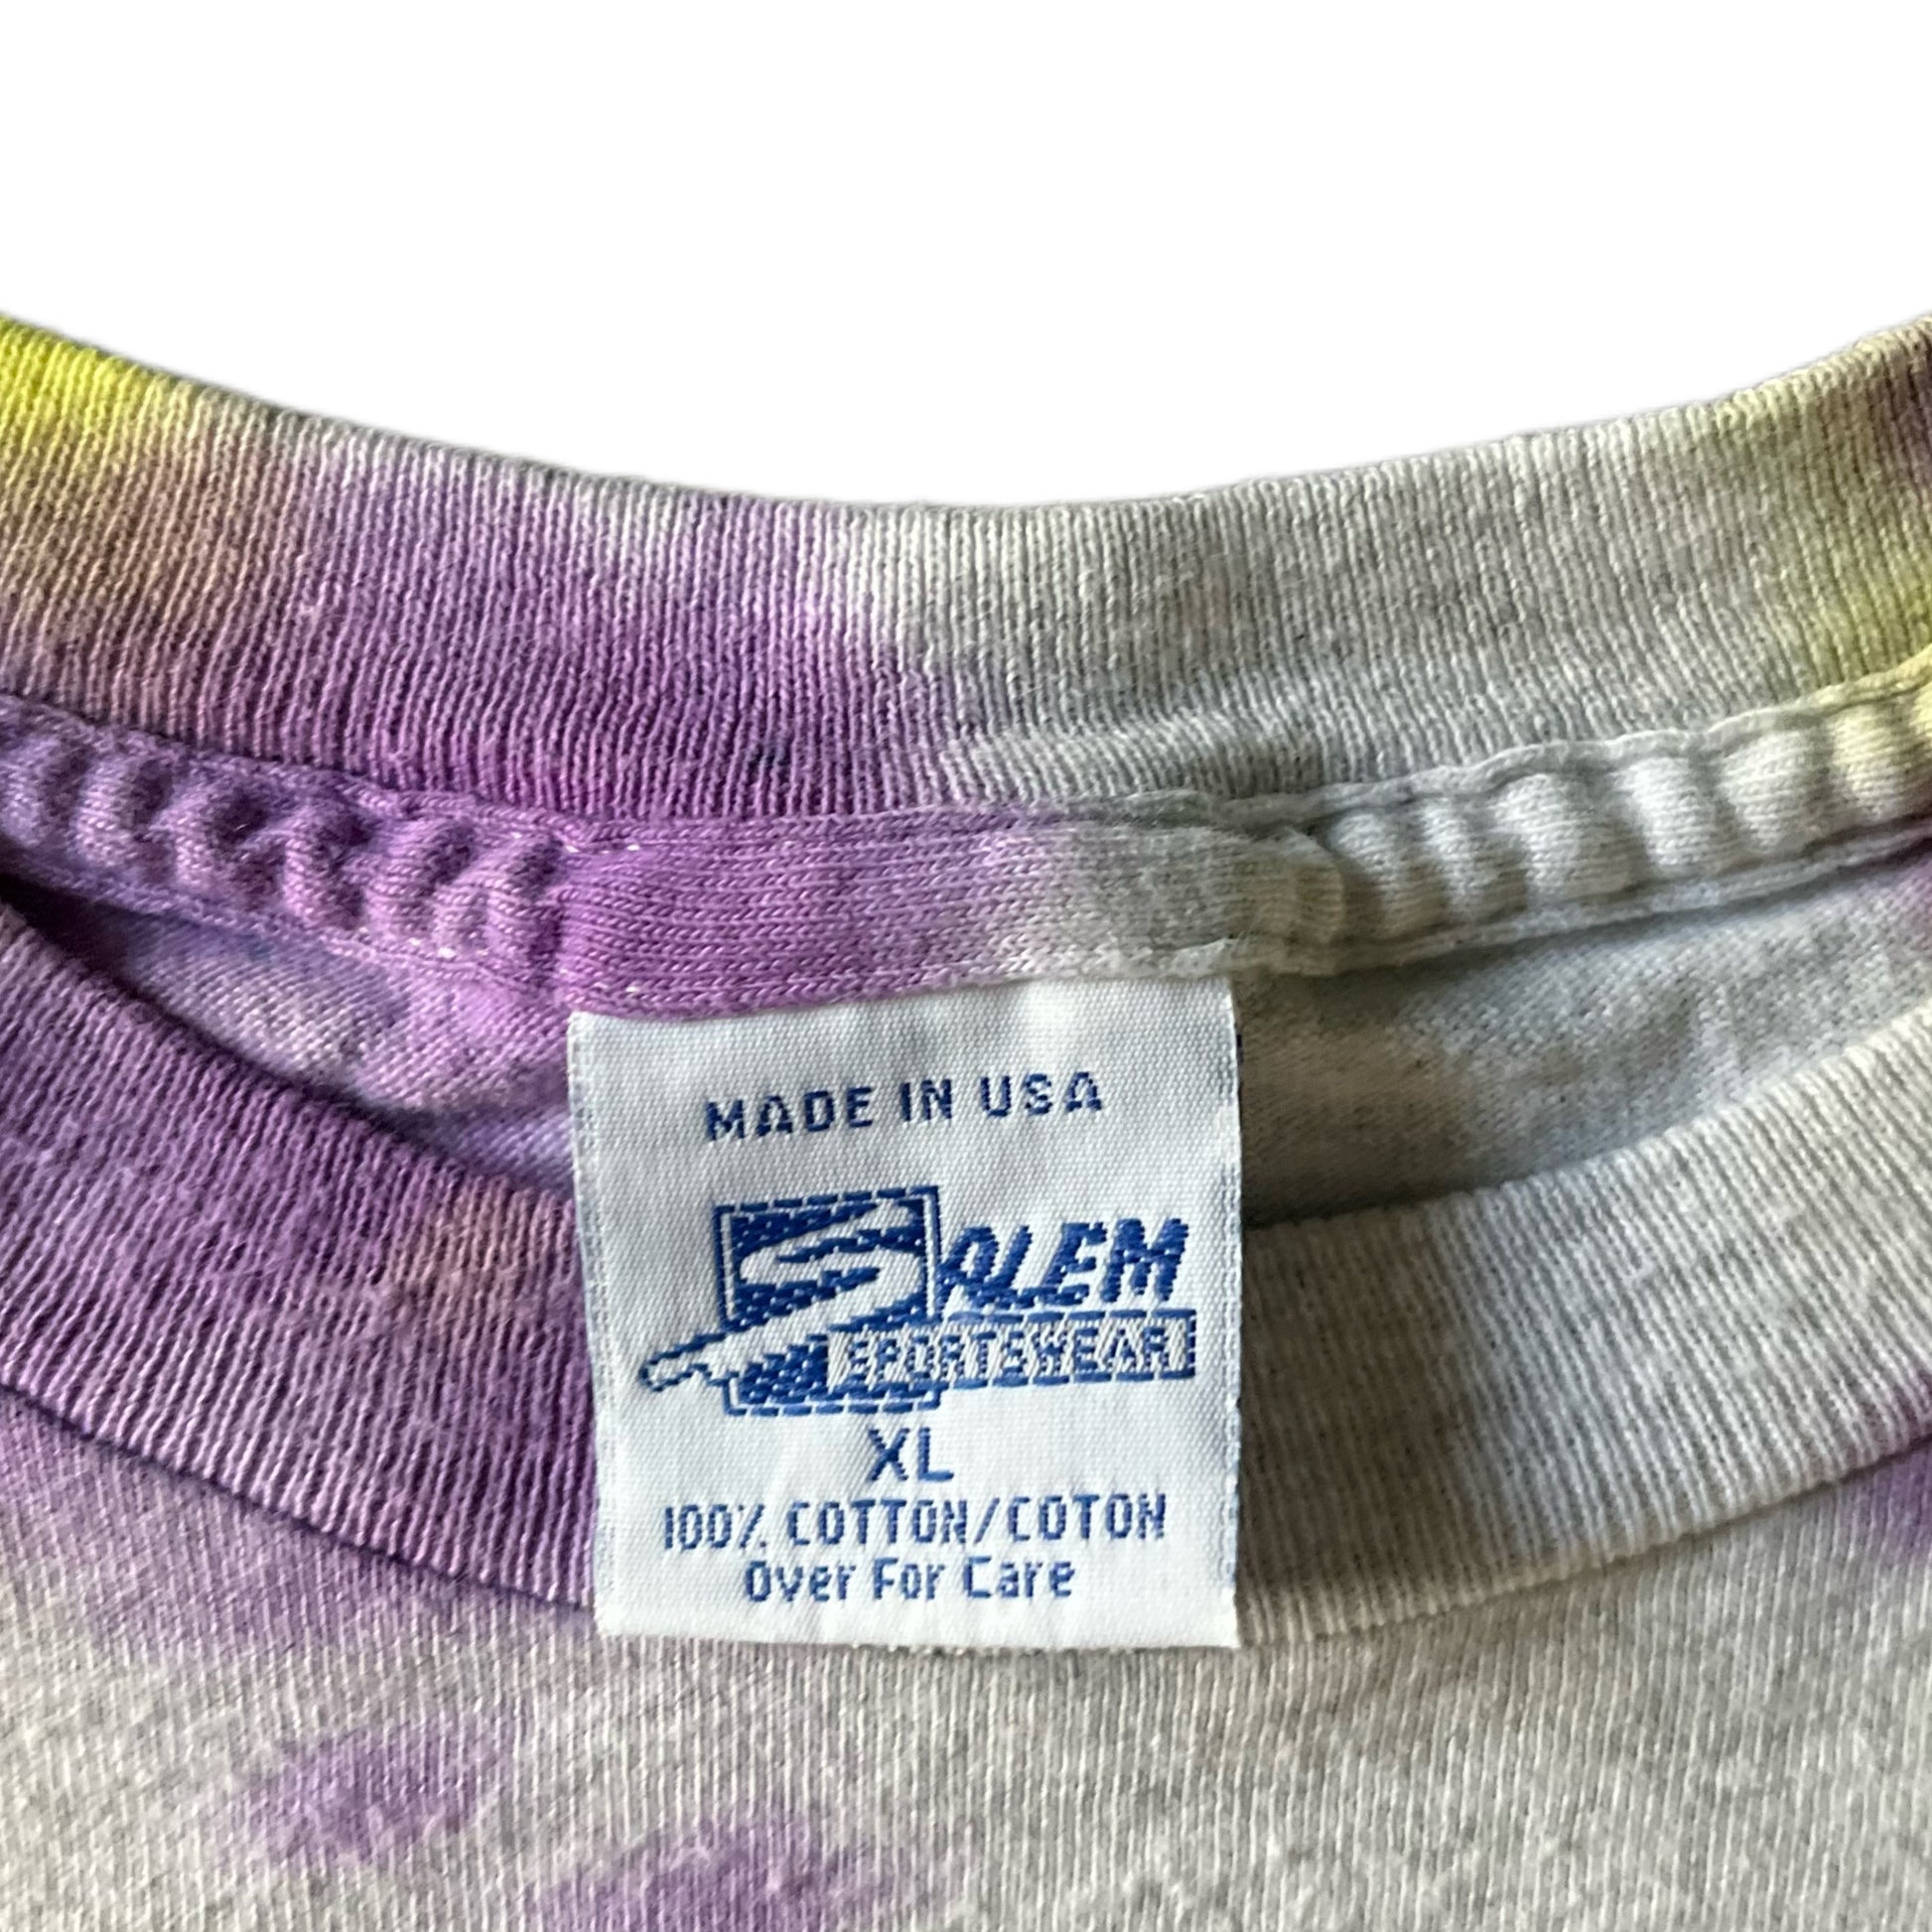 MADE IN USA
SALEM
SPORTSWEAR
XL
100% COTTON/COTON
Over For Care